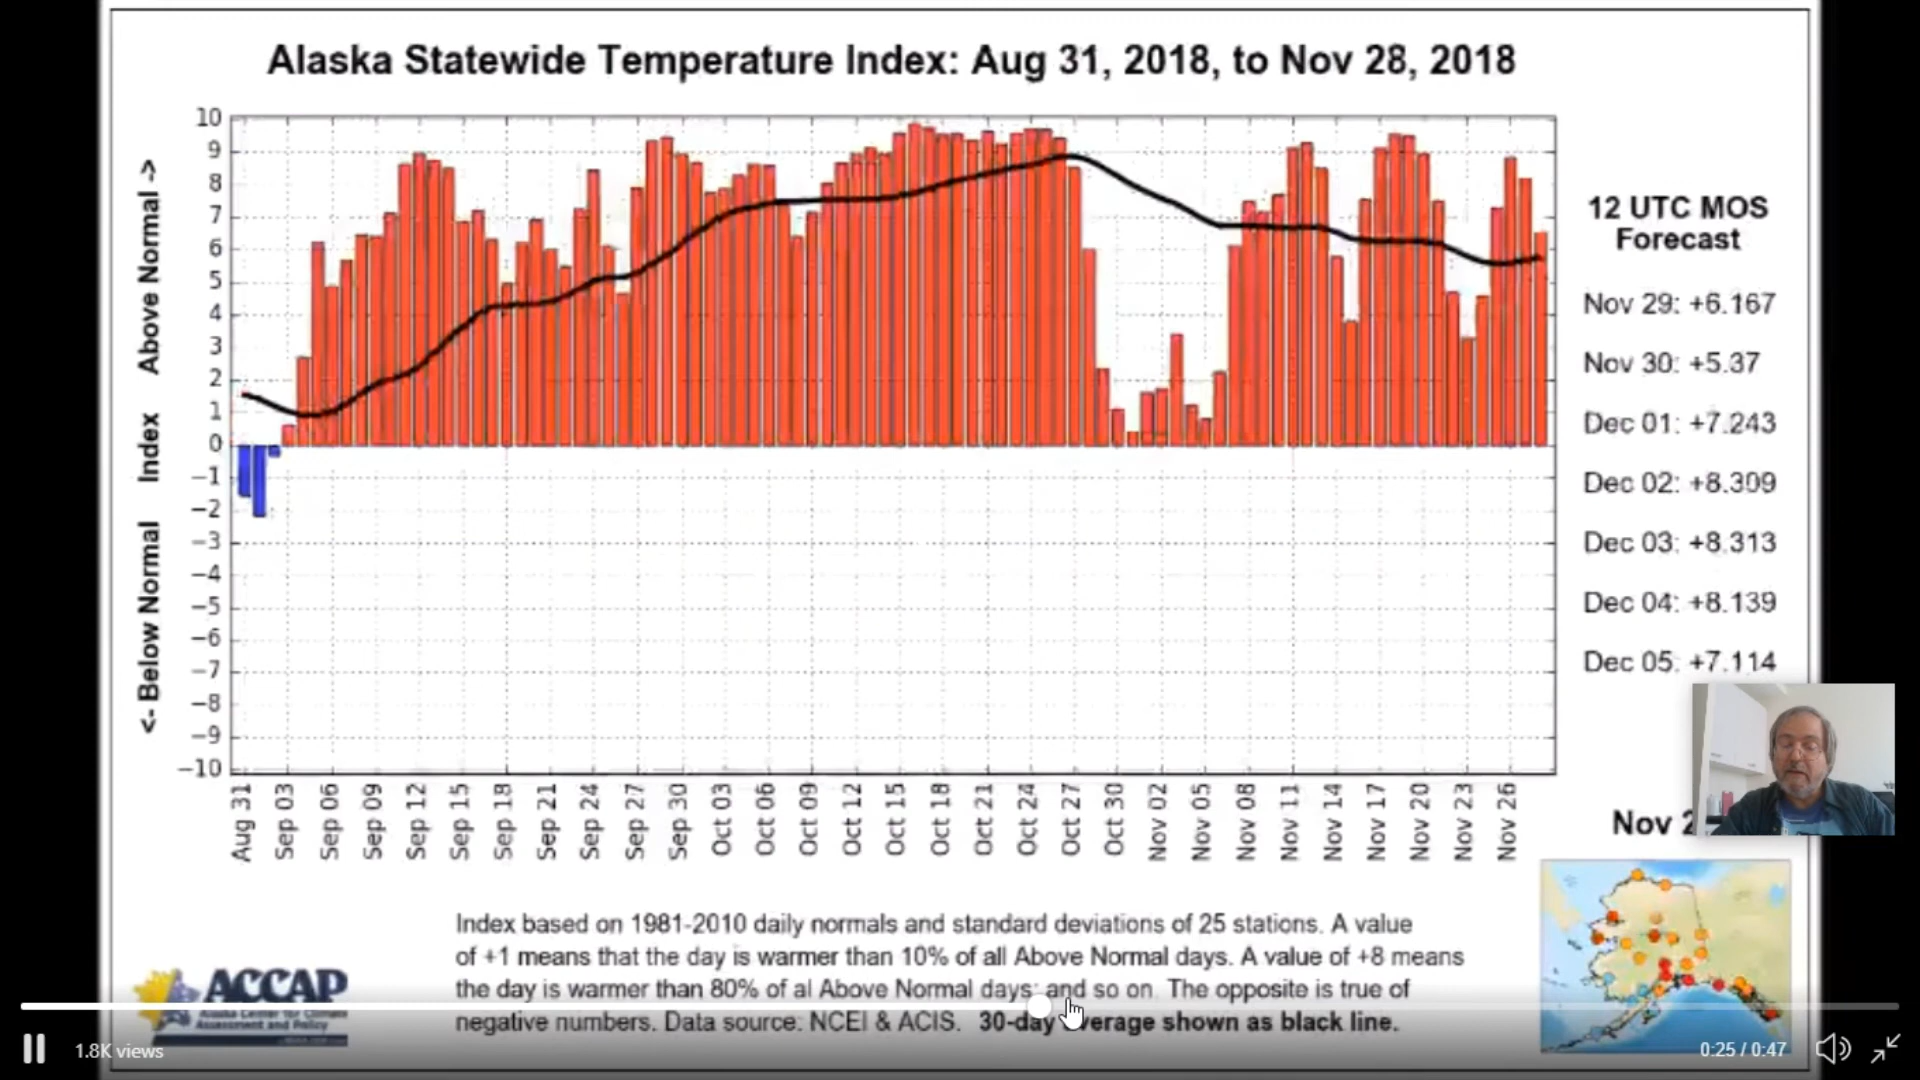 Alaska Statewide Temperature Index: Aug 31, 2018, to Nov 28, 2018
<- Below Normal Index Above Normal ->
10
9
8
7
6
5
4
3
2
1
0
−1
−2
−3
−4
−5
−6
−7
−8
−9
−10
Aug 31
Sep 03
Sep 06
Sep 09
Sep 12
Sep 15
Sep 18
Sep 21
Sep 24
Sep 27
Sep 30
Oct 03
Oct 06
Oct 09
Oct 12
Oct 15
Oct 18
Oct 21
Oct 24
Oct 27
Oct 30
Nov 02
Nov 05
Nov 08
Nov 11
Nov 14
Nov 17
Nov 20
Nov 23
Nov 26
12 UTC MOS
Forecast
Nov 29: +6.167
Nov 30: +5.37
Dec 01: +7.243
Dec 02: +8.309
Dec 03: +8.313
Dec 04: +8.139
Dec 05: +7.114
Nov
Index based on 1981-2010 daily normals and standard deviations of 25 stations. A value
of +1 means that the day is warmer than 10% of all Above Normal days. A value of +8 means
the day is warmer than 80% of al Above Normal days; and so on. The opposite is true of
negative numbers. Data source: NCEI & ACIS. 30-day average shown as black line.
ACCAP
Alaska Center for Climate
Assessment and Policy
1.8K views
0:25 / 0:47